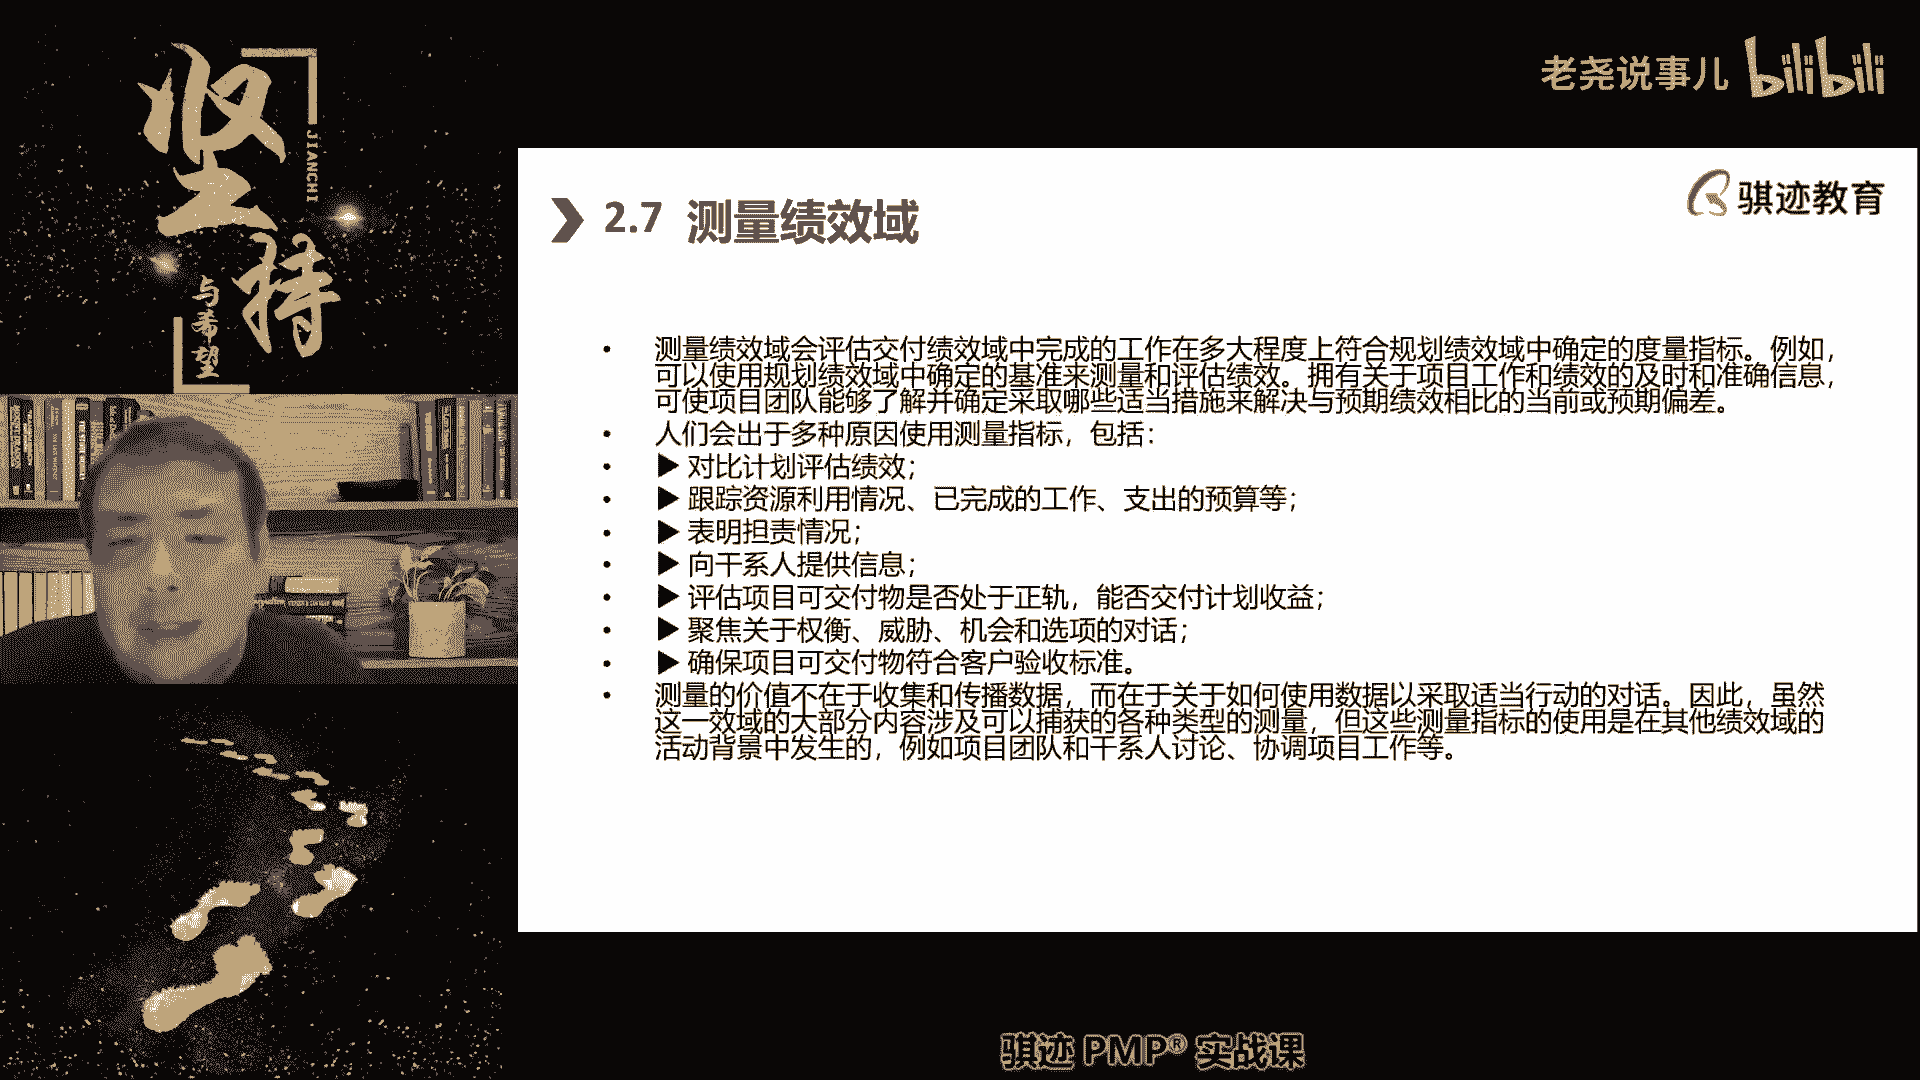 坚持
JIANCHI
与希望
老尧说事儿 bilibili
骐迹教育
2.7 测量绩效域
• 测量绩效域会评估交付绩效域中完成的工作在多大程度上符合规划绩效域中确定的度量指标。例如，
可以使用规划绩效域中确定的基准来测量和评估绩效。拥有关于项目工作和绩效的及时和准确信息，
可使项目团队能够了解并确定采取哪些适当措施来解决与预期绩效相比的当前或预期偏差。
• 人们会出于多种原因使用测量指标，包括：
• ▶ 对比计划评估绩效；
• ▶ 跟踪资源利用情况、已完成的工作、支出的预算等；
• ▶ 表明担责情况；
• ▶ 向干系人提供信息；
• ▶ 评估项目可交付物是否处于正轨，能否交付计划收益；
• ▶ 聚焦关于权衡、威胁、机会和选项的对话；
• ▶ 确保项目可交付物符合客户验收标准。
• 测量的价值不在于收集和传播数据，而在于关于如何使用数据以采取适当行动的对话。因此，虽然
这一效域的大部分内容涉及可以捕获的各种类型的测量，但这些测量指标的使用是在其他绩效域的
活动背景中发生的，例如项目团队和干系人讨论、协调项目工作等。
骐迹 PMP® 实战课